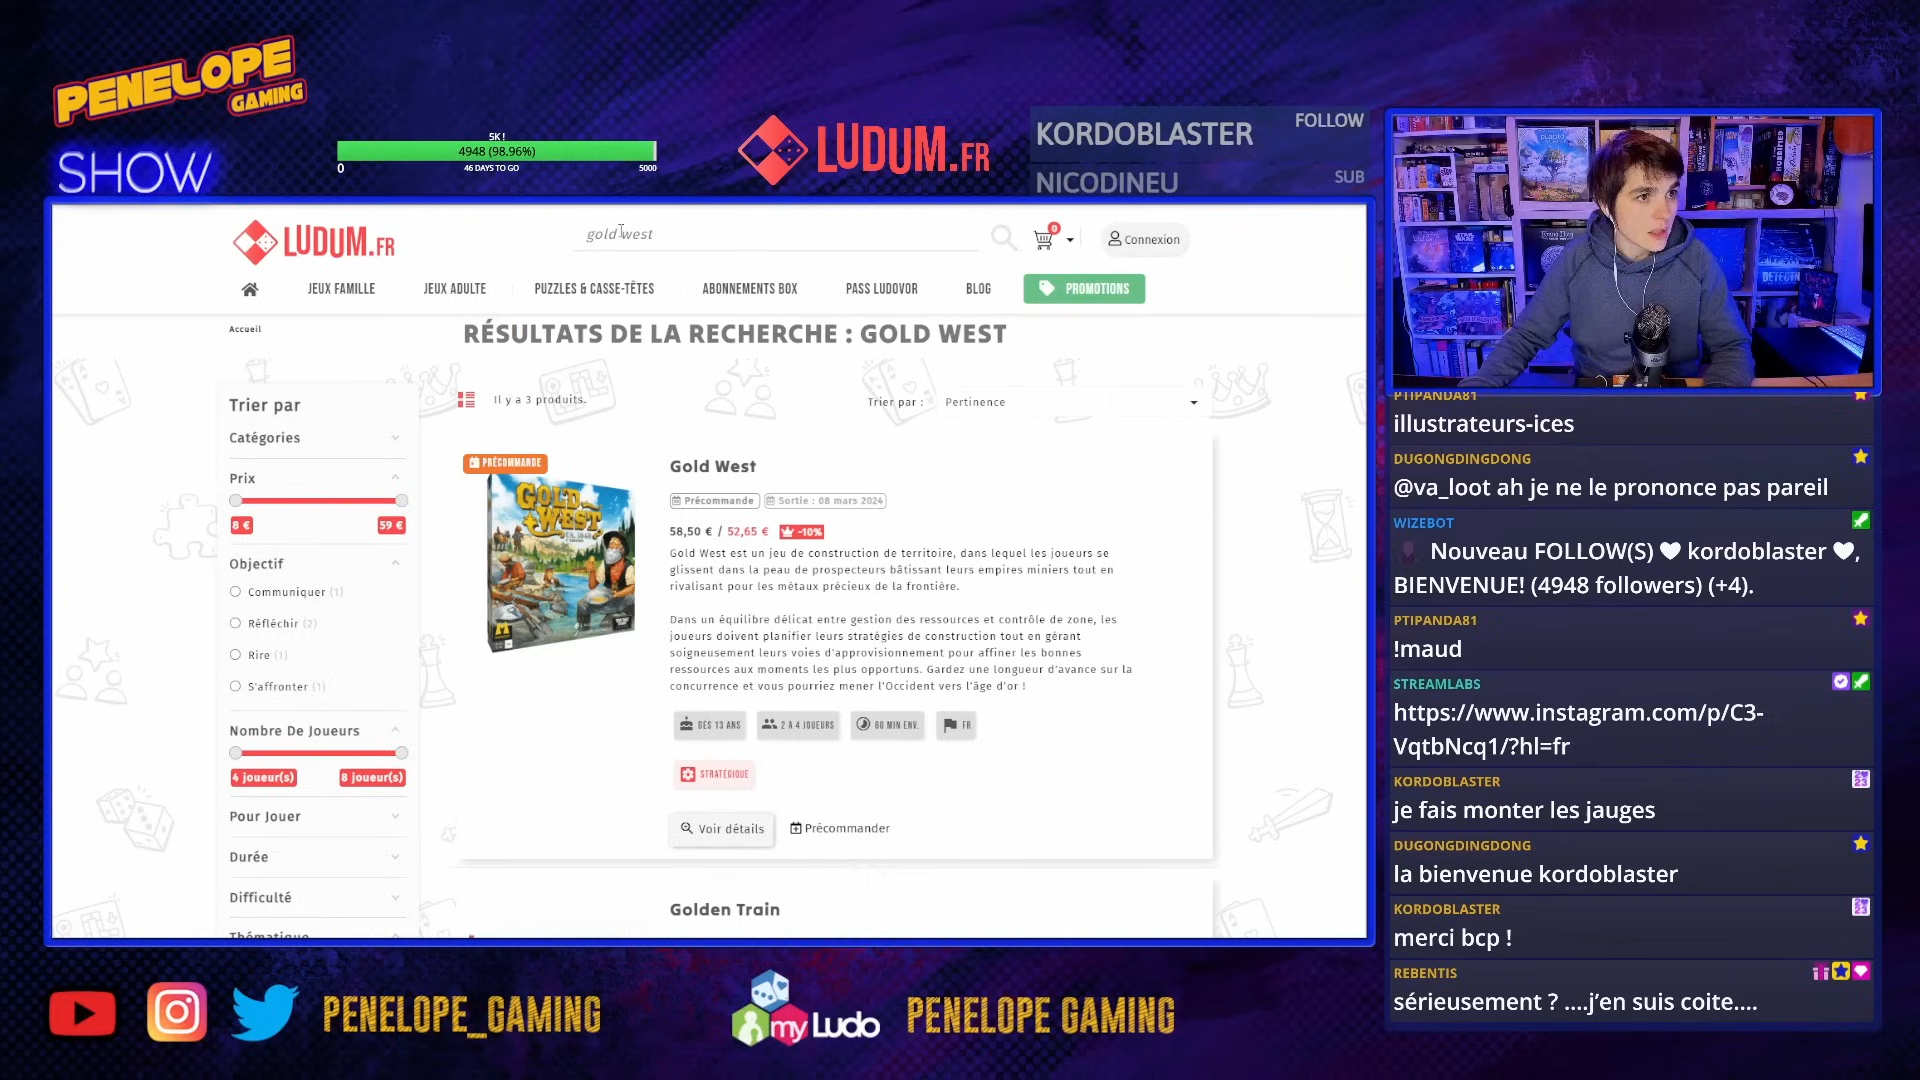 PENELOPE
GAMING
SHOW
5K !
4948 (98.96%)
0
46 DAYS TO GO
5000
LUDUM.FR
KORDOBLASTER
FOLLOW
NICODINEU
SUB
LUDUM.FR
gold west
0
Connexion
JEUX FAMILLE
JEUX ADULTE
PUZZLES & CASSE-TÊTES
ABONNEMENTS BOX
PASS LUDOVOR
BLOG
PROMOTIONS
Accueil
RÉSULTATS DE LA RECHERCHE : GOLD WEST
Il y a 3 produits.
Trier par :
Pertinence
Trier par
Catégories
Prix
8 €
59 €
Objectif
Communiquer (1)
Réfléchir (2)
Rire (1)
S'affronter (1)
Nombre De Joueurs
4 joueur(s)
8 joueur(s)
Pour Jouer
Durée
Difficulté
Thématique
PRÉCOMMANDE
GOLD
WEST
Gold West
Précommande
Sortie : 08 mars 2024
58,50 € / 52,65 €
-10%
Gold West est un jeu de construction de territoire, dans lequel les joueurs se
glissent dans la peau de prospecteurs bâtissant leurs empires miniers tout en
rivalisant pour les métaux précieux de la frontière.
Dans un équilibre délicat entre gestion des ressources et contrôle de zone, les
joueurs doivent planifier leurs stratégies de construction tout en gérant
soigneusement leurs voies d'approvisionnement pour affiner les bonnes
ressources aux moments les plus opportuns. Gardez une longueur d'avance sur la
concurrence et vous pourriez mener l'Occident vers l'âge d'or !
DÈS 13 ANS
2 À 4 JOUEURS
60 MIN ENV.
FR
STRATÉGIQUE
Voir détails
Précommander
Golden Train
PTIPANDA81
illustrateurs-ices
DUGONGDINGDONG
@va_loot ah je ne le prononce pas pareil
WIZEBOT
Nouveau FOLLOW(S) ♥ kordoblaster ♥,
BIENVENUE! (4948 followers) (+4).
PTIPANDA81
!maud
STREAMLABS
https://www.instagram.com/p/C3-
VqtbNcq1/?hl=fr
KORDOBLASTER
je fais monter les jauges
DUGONGDINGDONG
la bienvenue kordoblaster
KORDOBLASTER
merci bcp !
REBENTIS
sérieusement ? ....j'en suis coite....
PENELOPE_GAMING
myLudo
PENELOPE GAMING